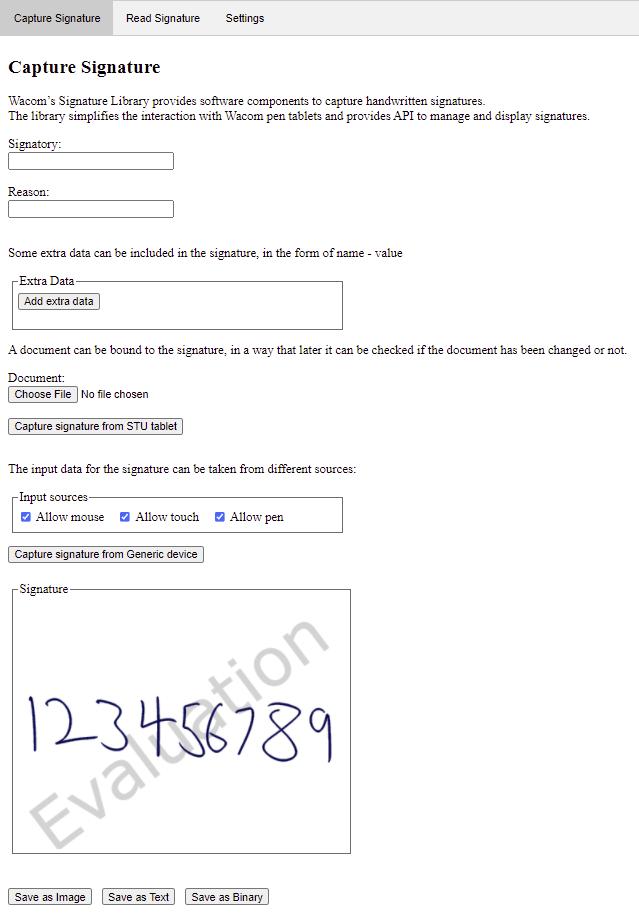 Capture Signature Read Signature Settings
Capture Signature
Wacom's Signature Library provides software components to capture handwritten signatures.
The library simplifies the interaction with Wacom pen tablets and provides API to manage and display signatures.
Signatory:
Reason:
Some extra data can be included in the signature, in the form of name - value
Extra Data
Add extra data
A document can be bound to the signature, in a way that later it can be checked if the document has been changed or not.
Document:
Choose File No file chosen
Capture signature from STU tablet
The input data for the signature can be taken from different sources:
Input sources
Allow mouse Allow touch Allow pen
Capture signature from Generic device
Signature
Evaluation
123456789
Save as Image Save as Text Save as Binary